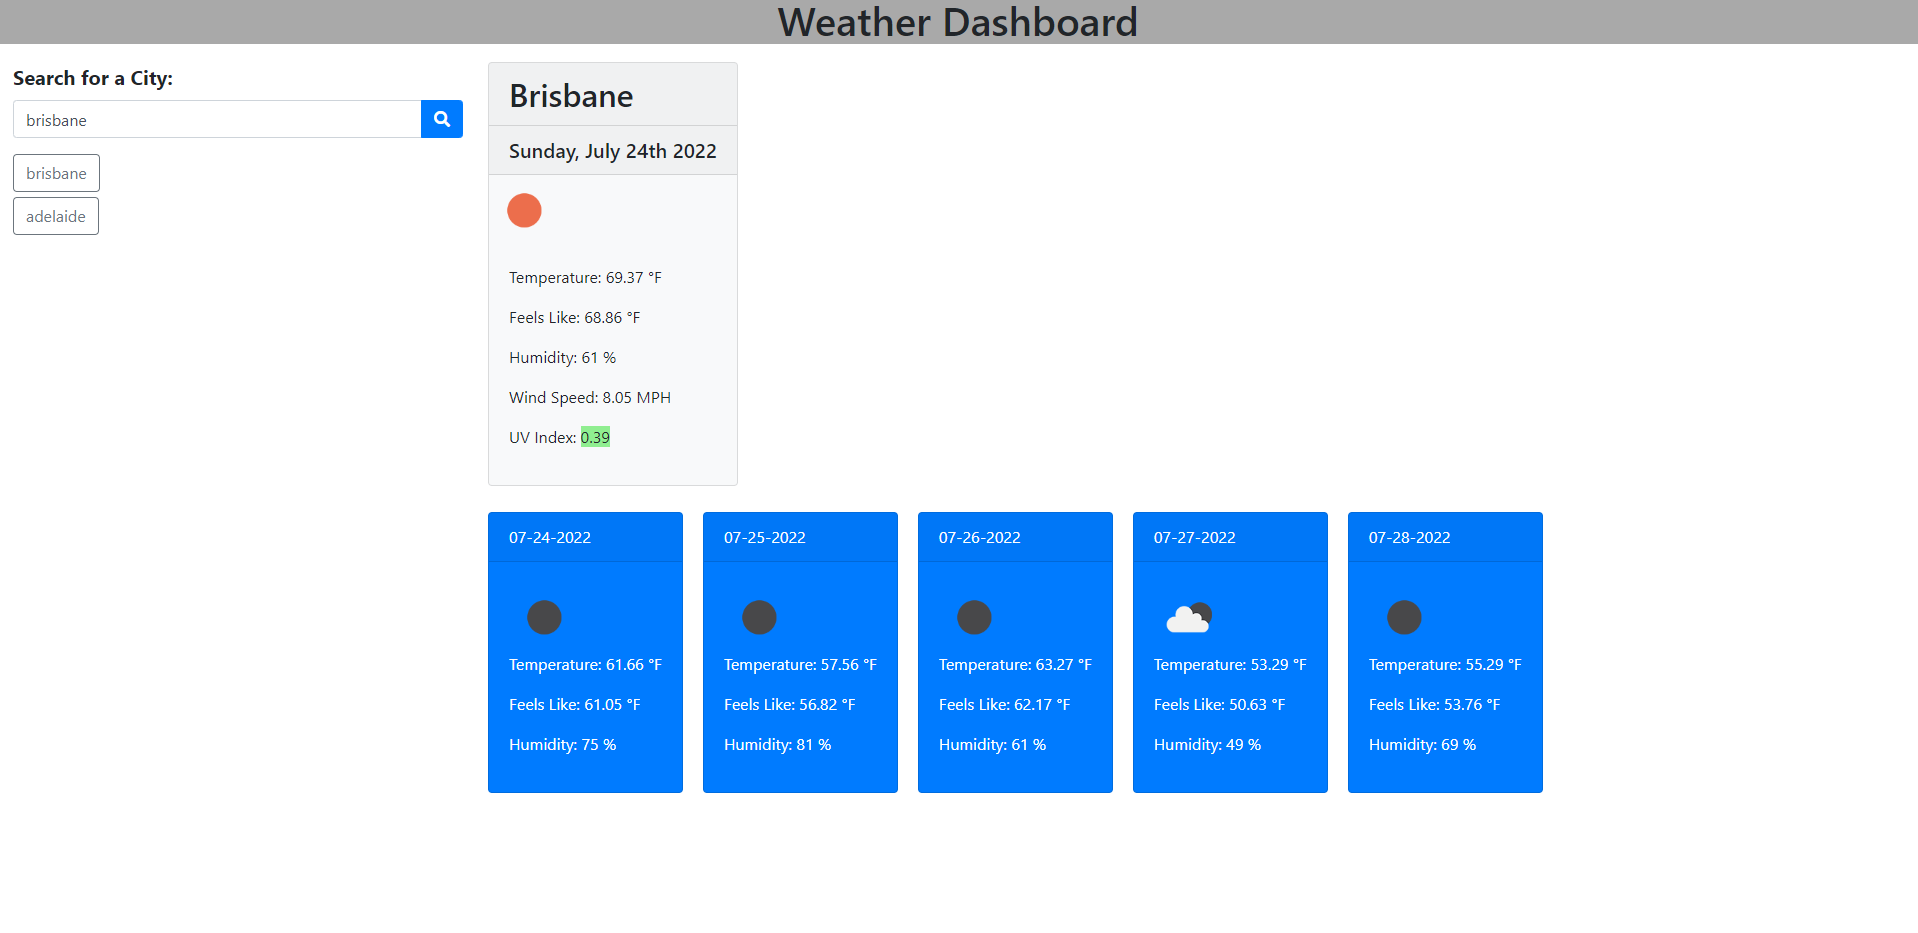 Weather Dashboard
Search for a City:
brisbane
brisbane
adelaide
Brisbane
Sunday, July 24th 2022
Temperature: 69.37 °F
Feels Like: 68.86 °F
Humidity: 61 %
Wind Speed: 8.05 MPH
UV Index: 0.39
07-24-2022
Temperature: 61.66 °F
Feels Like: 61.05 °F
Humidity: 75 %
07-25-2022
Temperature: 57.56 °F
Feels Like: 56.82 °F
Humidity: 81 %
07-26-2022
Temperature: 63.27 °F
Feels Like: 62.17 °F
Humidity: 61 %
07-27-2022
Temperature: 53.29 °F
Feels Like: 50.63 °F
Humidity: 49 %
07-28-2022
Temperature: 55.29 °F
Feels Like: 53.76 °F
Humidity: 69 %